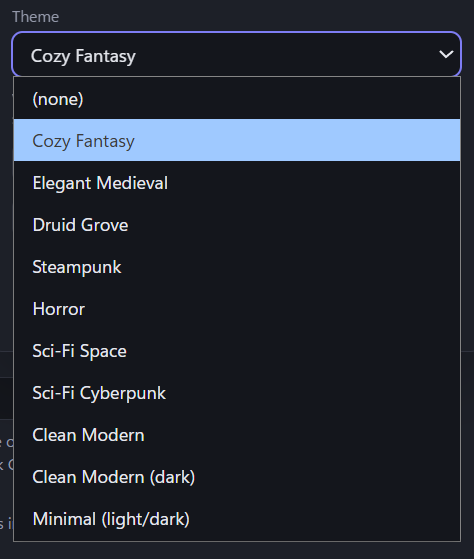 Theme
Cozy Fantasy
(none)
Cozy Fantasy
Elegant Medieval
Druid Grove
Steampunk
Horror
Sci-Fi Space
Sci-Fi Cyberpunk
Clean Modern
Clean Modern (dark)
Minimal (light/dark)